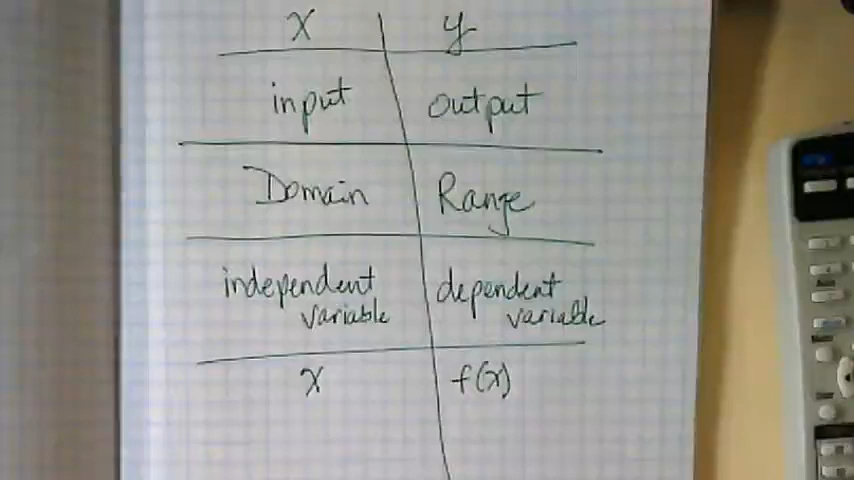 x y
input output
Domain Range
independent variable dependent variable
x f(x)